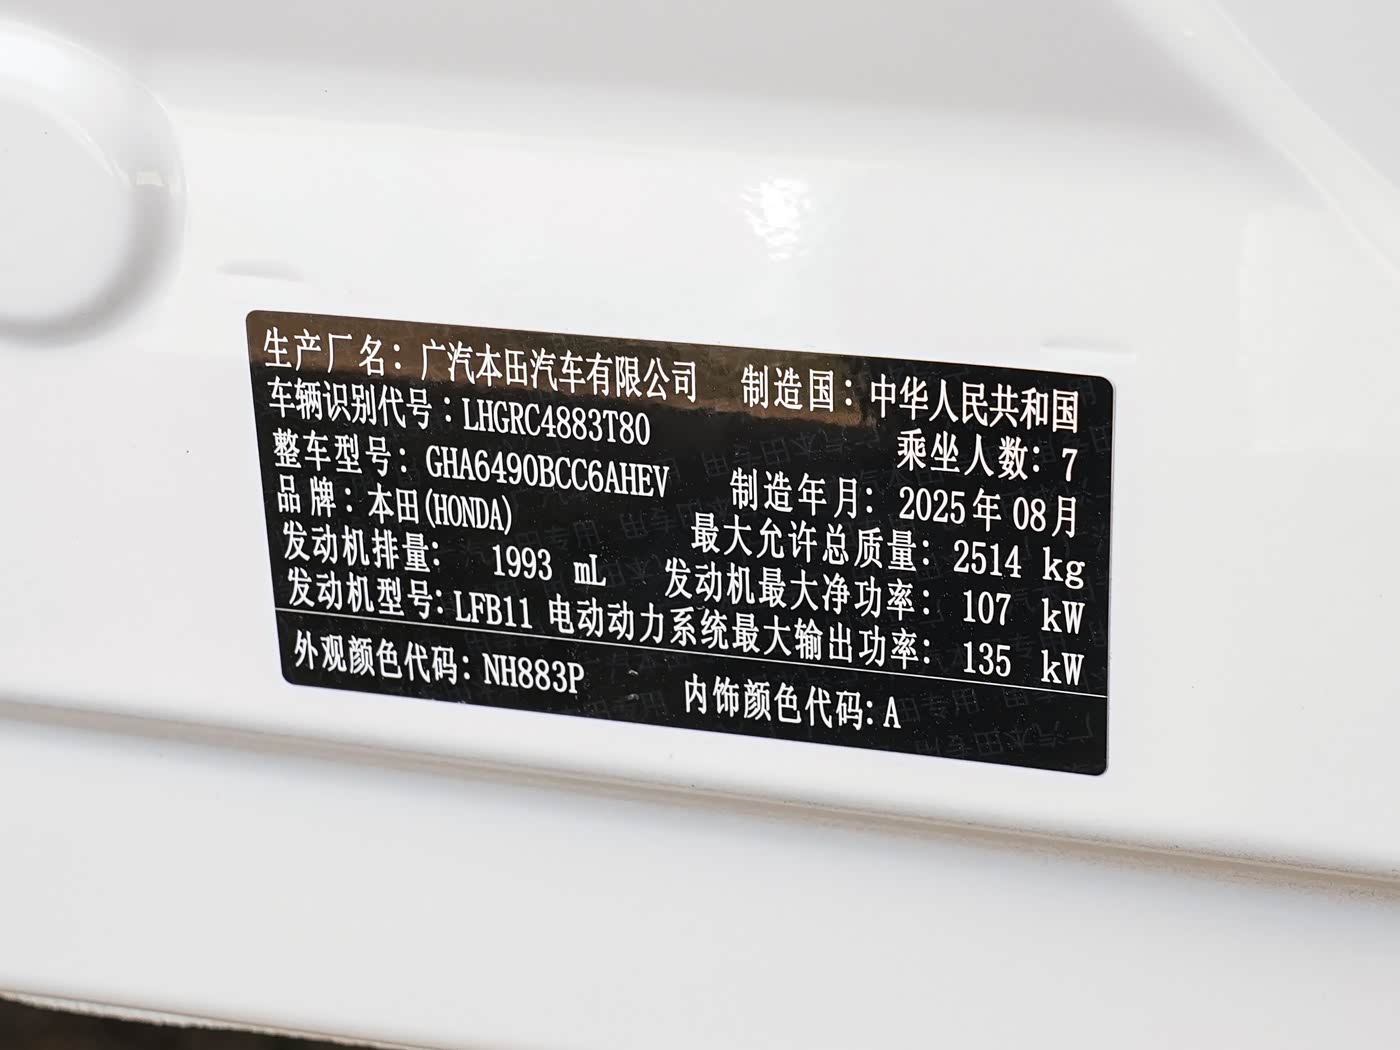 生产厂名：广汽本田汽车有限公司 制造国：中华人民共和国
车辆识别代号：LHGRC4883T80 乘坐人数：7
整车型号：GHA6490BCC6AHEV 制造年月：2025年08月
品牌：本田(HONDA) 最大允许总质量：2514 kg
发动机排量：1993 mL 发动机最大净功率：107 kW
发动机型号：LFB11 电动动力系统最大输出功率：135 kW
外观颜色代码：NH883P 内饰颜色代码：A